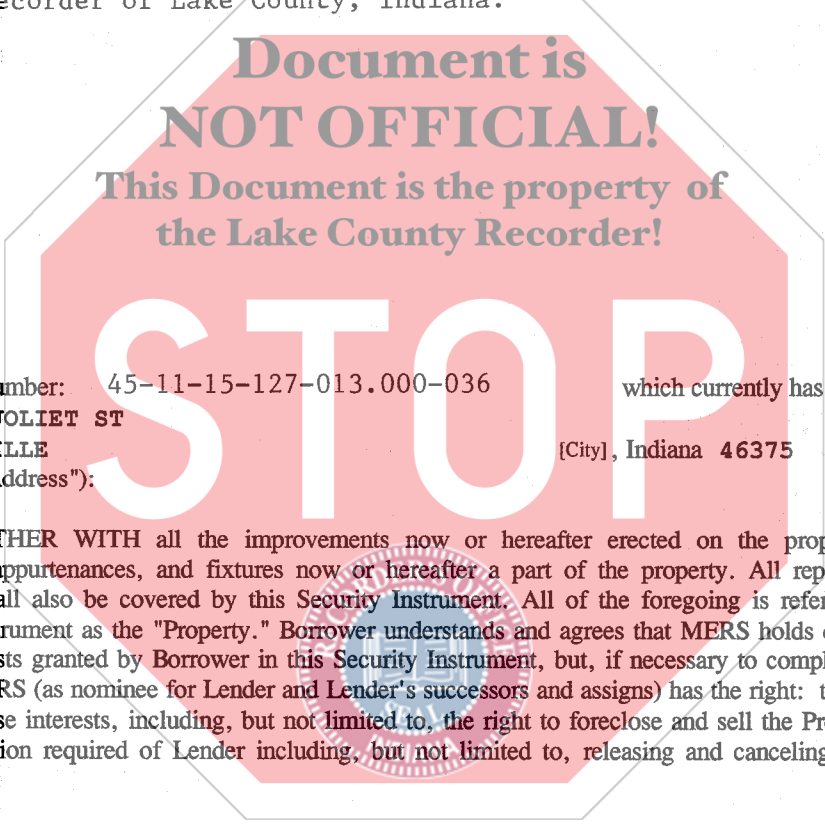 ecorder of Lake County, Indiana.
Document is
NOT OFFICIAL!
This Document is the property of
the Lake County Recorder!
STOP
umber: 45-11-15-127-013.000-036 which currently has
JOLIET ST
ILLE [City], Indiana 46375
ddress"):
THER WITH all the improvements now or hereafter erected on the prop
ppurtenances, and fixtures now or hereafter a part of the property. All rep
all also be covered by this Security Instrument. All of the foregoing is refer
rument as the "Property." Borrower understands and agrees that MERS holds
sts granted by Borrower in this Security Instrument, but, if necessary to compl
RS (as nominee for Lender and Lender's successors and assigns) has the right: t
se interests, including, but not limited to, the right to foreclose and sell the Pr
ion required of Lender including, but not limited to, releasing and canceling
SEAL
INDIANA